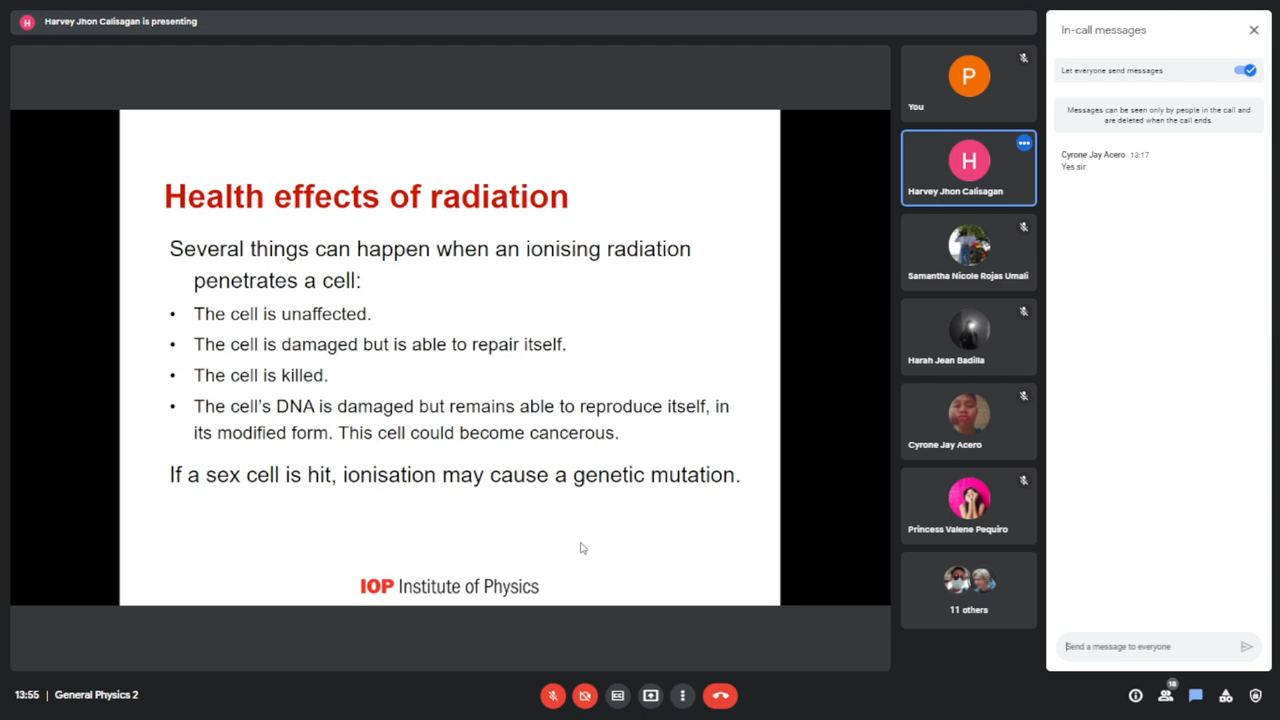 H
Harvey Jhon Calisagan is presenting
Health effects of radiation
Several things can happen when an ionising radiation
penetrates a cell:
• The cell is unaffected.
• The cell is damaged but is able to repair itself.
• The cell is killed.
• The cell's DNA is damaged but remains able to reproduce itself, in
its modified form. This cell could become cancerous.
If a sex cell is hit, ionisation may cause a genetic mutation.
IOP Institute of Physics
P
You
H
Harvey Jhon Calisagan
Samantha Nicole Rojas Umali
Harah Jean Badilla
Cyrone Jay Acero
Princess Valene Pequiro
11 others
In-call messages
Let everyone send messages
Messages can be seen only by people in the call and
are deleted when the call ends.
Cyrone Jay Acero 13:17
Yes sir
Send a message to everyone
13:55 | General Physics 2
18